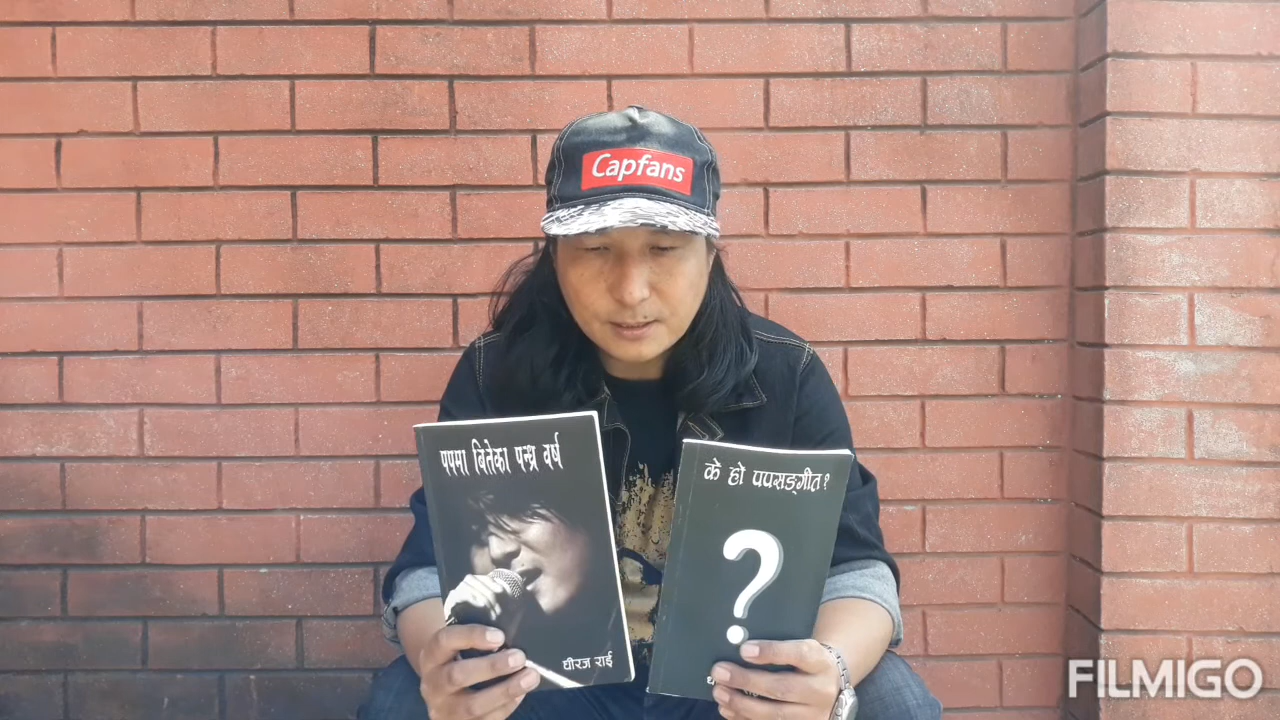 Capfans
पपमा बितेका पन्ध्र वर्ष
धीरज राई
के हो पपसङ्गीत?
?
FILMIGO